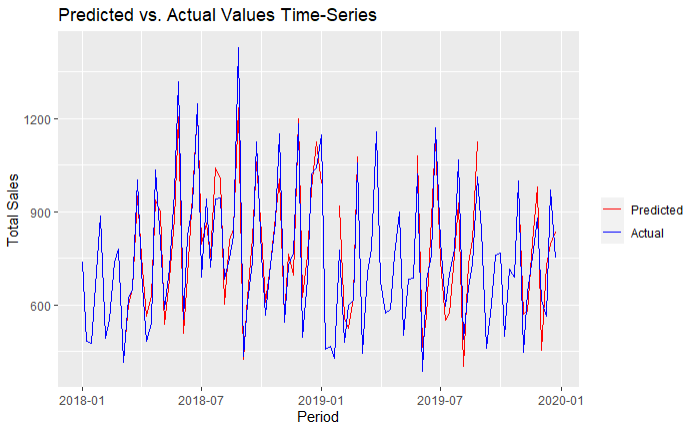 Predicted vs. Actual Values Time-Series
Total Sales
1200
900
600
2018-01
2018-07
2019-01
2019-07
2020-01
Period
Predicted
Actual